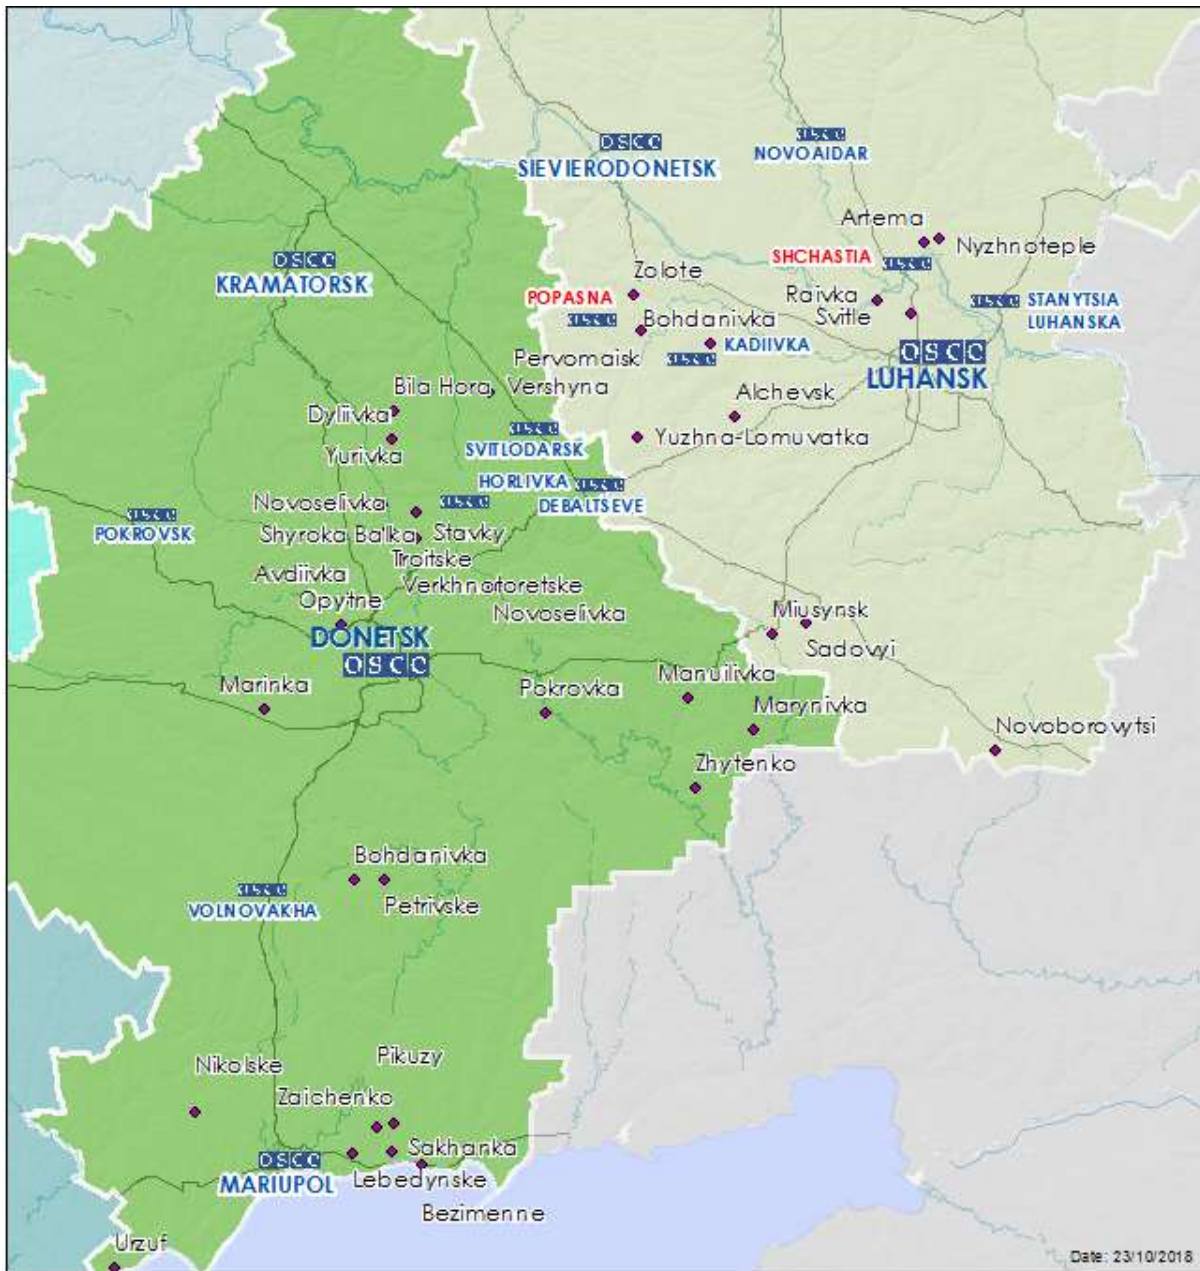 OSCE
SIEVIERODONETSK
OSCE
NOVOAIDAR
Artema
Nyzhnoteple
SHCHASTIA
OSCE
OSCE
KRAMATORSK
Zolote
POPASNA
OSCE
Raivka
Svitle
OSCE
STANYTSIA
LUHANSKA
Bohdanivka
KADIIVKA
OSCE
Pervomaisk
OSCE
LUHANSK
Bila Hora
Vershyna
Alchevsk
Dyliivka
OSCE
SVITLODARSK
Yuzhna-Lomuvatka
Yurivka
HORLIVKA
OSCE
DEBALTSEVE
OSCE
Novoselivka
OSCE
POKROVSK
Shyroka Balka
Stavky
Troitske
Avdiivka
Verkhnotoretske
Opytne
Novoselivka
DONETSK
OSCE
Miusynsk
Sadovyi
Marinka
Pokrovka
Manuilivka
Marynivka
Novoborovytsi
Zhytenko
Bohdanivka
OSCE
VOLNOVAKHA
Petrivske
Pikuzy
Nikolske
Zaichenko
Sakhanka
OSCE
MARIUPOL
Lebedynske
Bezimenne
Urzuf
Date: 23/10/2018